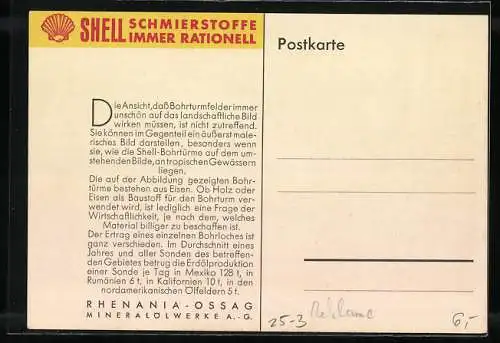 SHELL SCHMIERSTOFFE
IMMER RATIONELL
Postkarte
Die Ansicht, daß Bohrturmfelder immer
unschön auf das landschaftliche Bild
wirken müssen, ist nicht zutreffend.
Sie können im Gegenteil ein äußerst male-
risches Bild darstellen, besonders wenn
sie, wie die Shell-Bohrtürme auf dem um-
stehenden Bilde, an tropischen Gewässern
liegen.
Die auf der Abbildung gezeigten Bohr-
türme bestehen aus Eisen. Ob Holz oder
Eisen als Baustoff für den Bohrturm ver-
wendet wird, ist lediglich eine Frage der
Wirtschaftlichkeit, je nach dem, welches
Material billiger zu beschaffen ist.
Der Ertrag eines einzelnen Bohrloches ist
ganz verschieden. Im Durchschnitt eines
Jahres und aller Sonden des betreffen-
den Gebietes betrug die Erdölproduktion
einer Sonde je Tag in Mexiko 128 t, in
Rumänien 6 t, in Kalifornien 10 t, in den
nordamerikanischen Ölfeldern 5 t.
RHENANIA-OSSAG
MINERALÖLWERKE A.-G.
25-3 Reklame 6,-